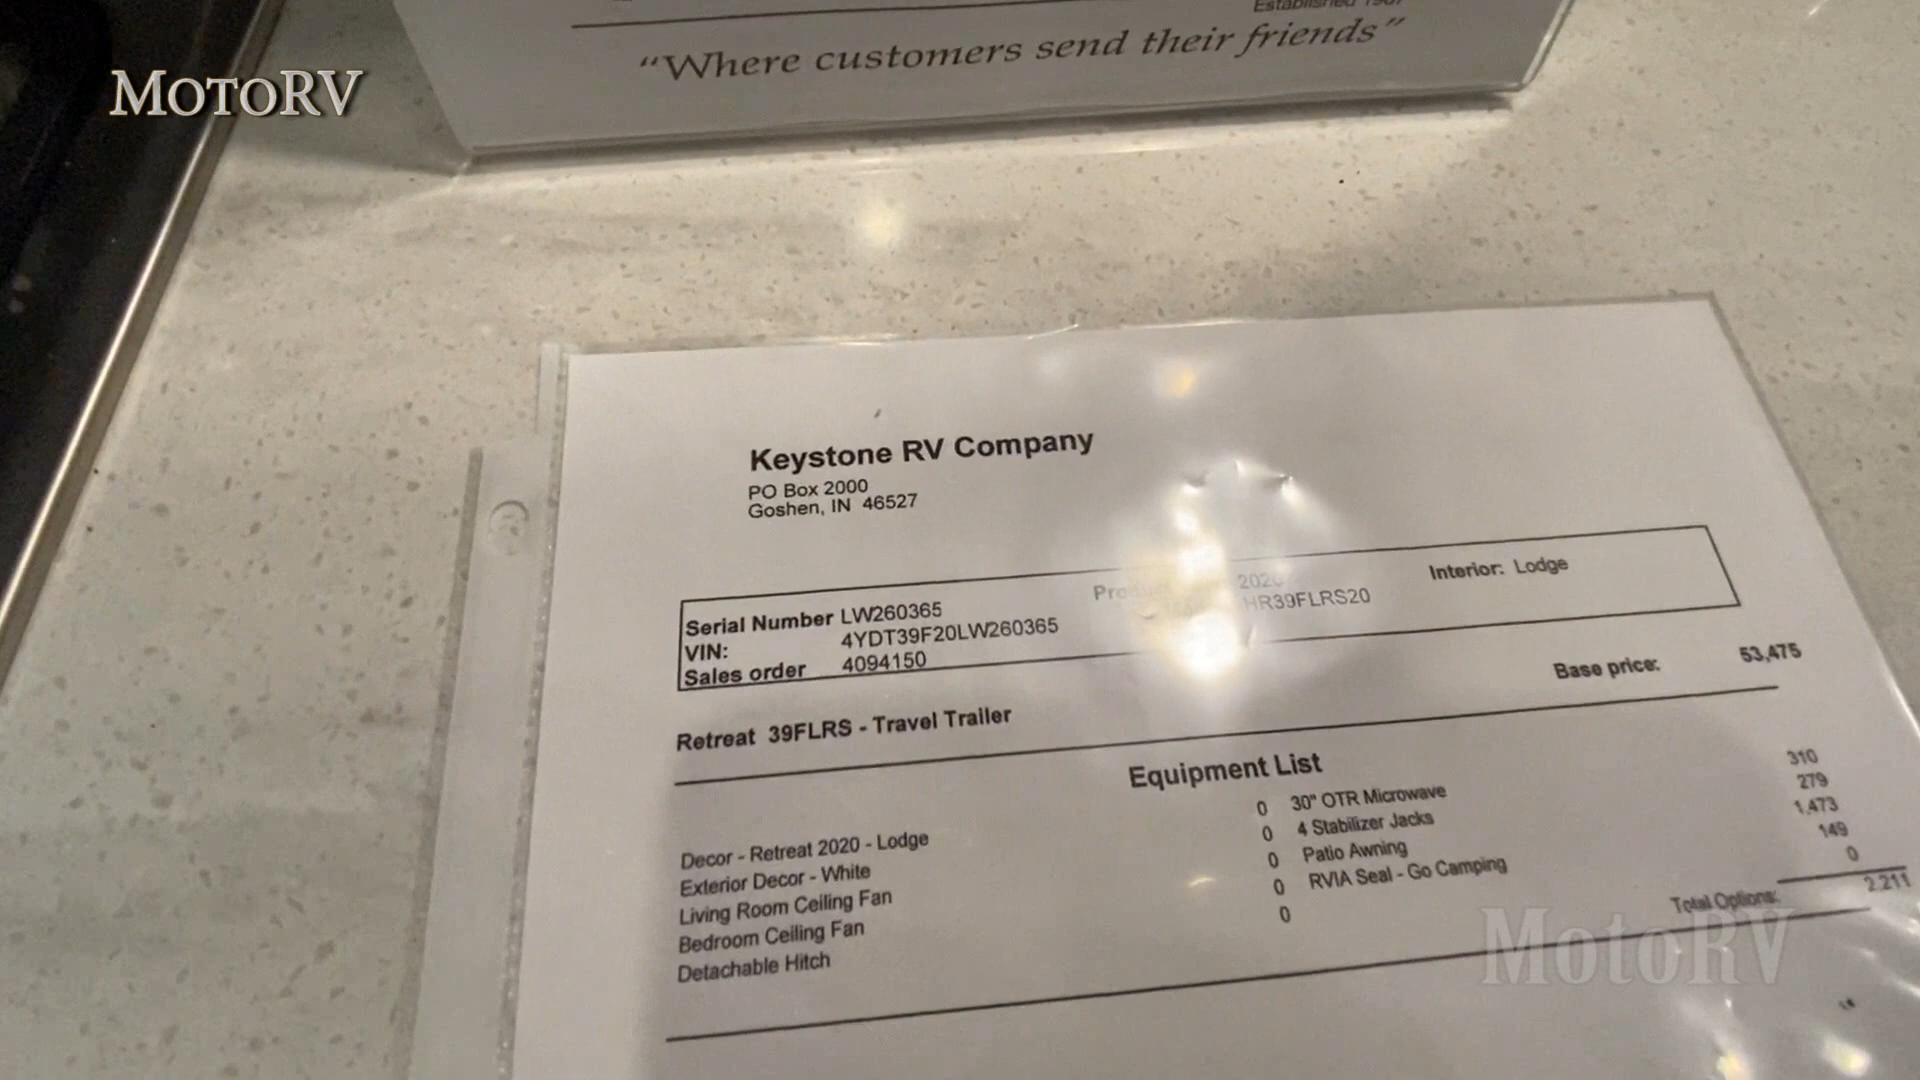 Established 1987
"Where customers send their friends"
MOTORV
Keystone RV Company
PO Box 2000
Goshen, IN 46527
Serial Number LW260365 2020 Interior: Lodge
VIN: 4YDT39F20LW260365 HR39FLRS20
Sales order 4094150
Retreat 39FLRS - Travel Trailer Base price: 53,475
Equipment List
Decor - Retreat 2020 - Lodge 0 30" OTR Microwave 310
Exterior Decor - White 0 4 Stabilizer Jacks 279
Living Room Ceiling Fan 0 Patio Awning 1,473
Bedroom Ceiling Fan 0 RVIA Seal - Go Camping 149
Detachable Hitch 0 0
Total Options: 2,211
MotoRV